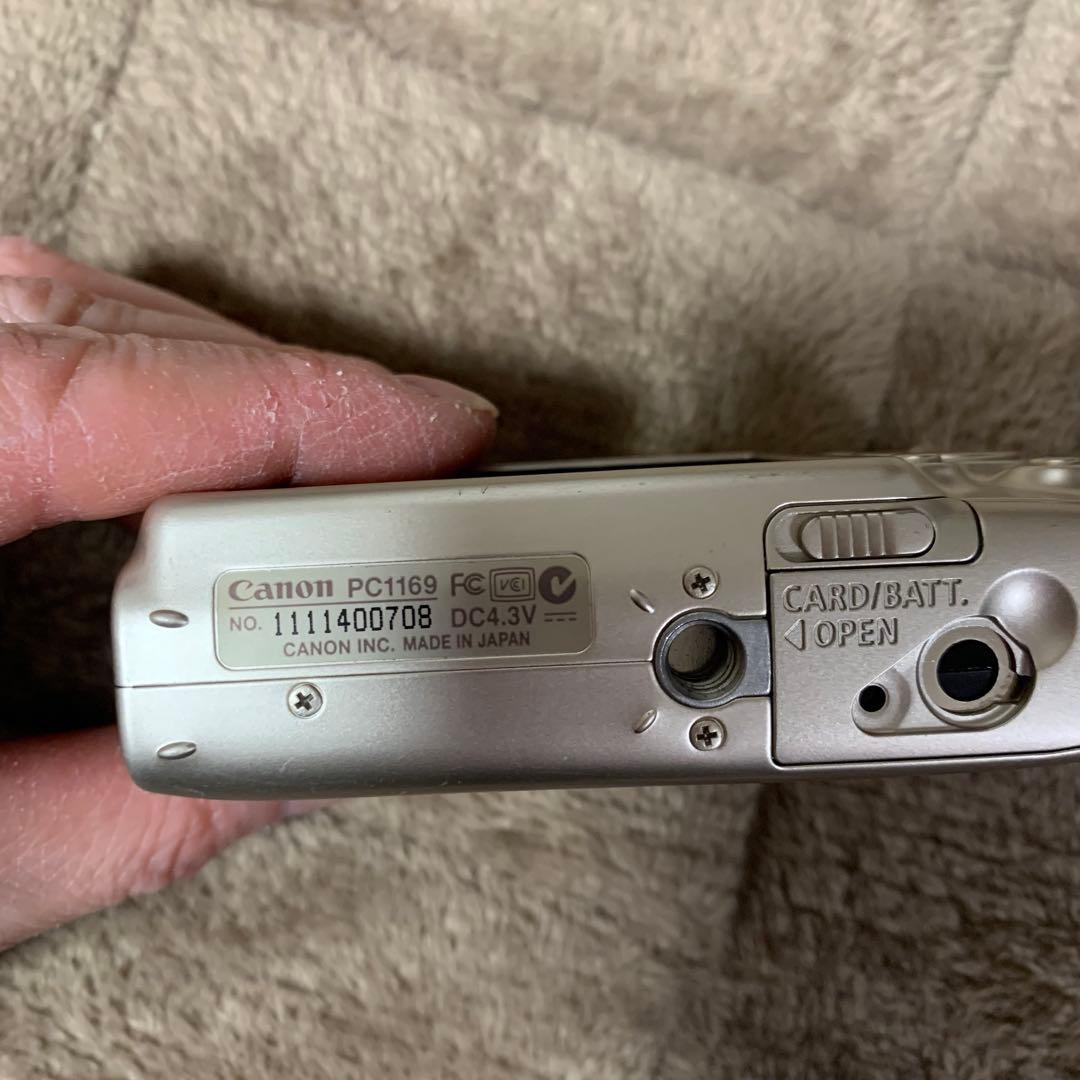 Canon PC1169 FC VCI
NO. 1111400708 DC4.3V
CANON INC. MADE IN JAPAN
CARD/BATT.
◁OPEN